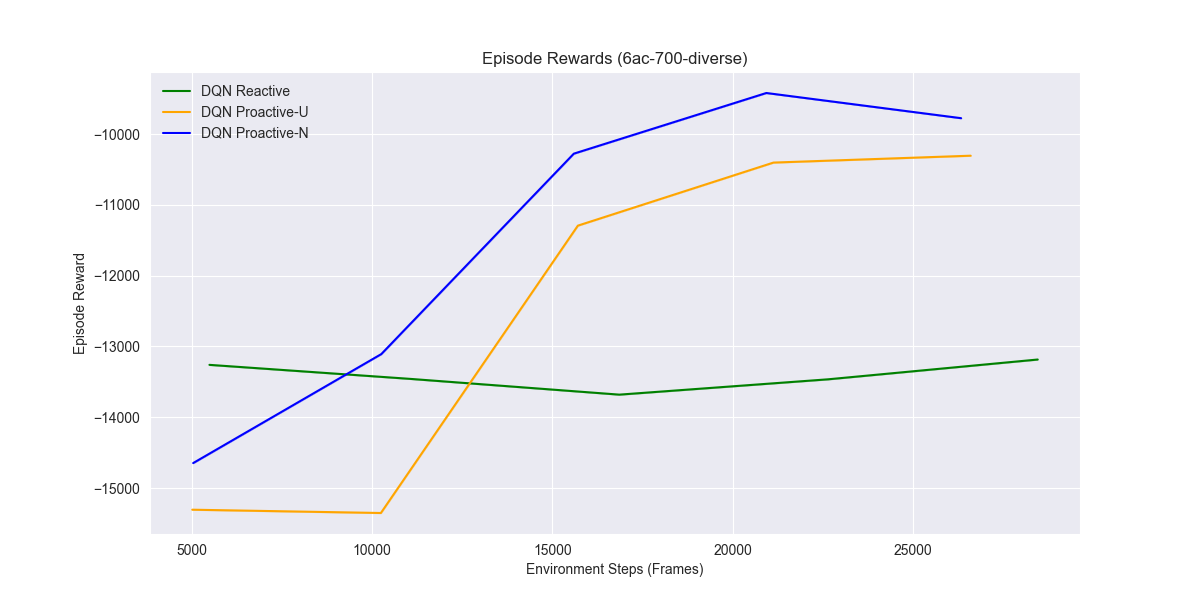 Episode Rewards (6ac-700-diverse)
DQN Reactive
DQN Proactive-U
DQN Proactive-N
Episode Reward
−10000
−11000
−12000
−13000
−14000
−15000
5000 10000 15000 20000 25000
Environment Steps (Frames)